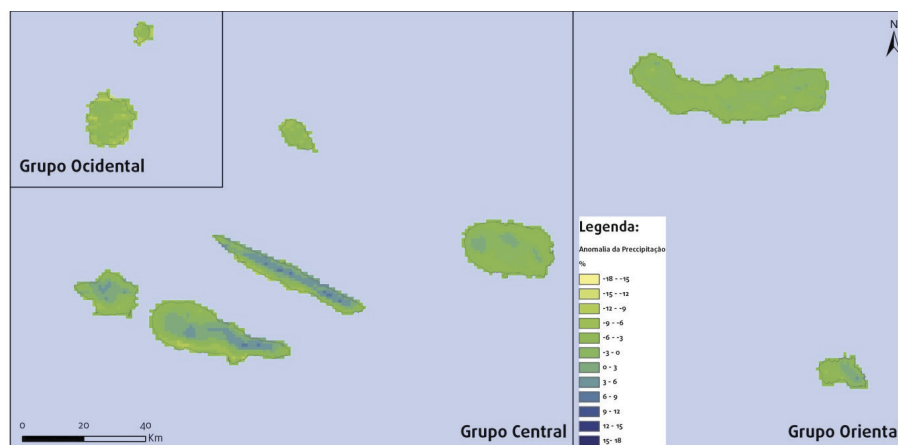 N
Grupo Ocidental
Legenda:
Anomalia da Preccipitação
%
-18 - -15
-15 - -12
-12 - -9
-9 - -6
-6 - -3
-3 - 0
0 - 3
3 - 6
6 - 9
9 - 12
12 - 15
15 - 18
0 20 40
Km
Grupo Central
Grupo Orienta